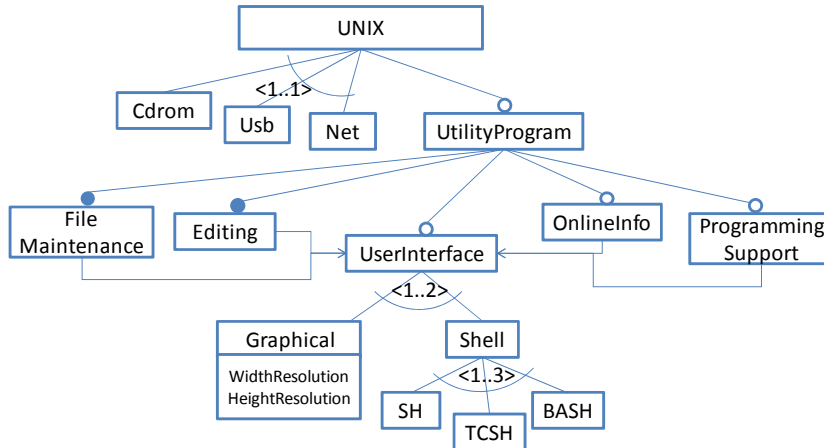 UNIX
<1..1>
Cdrom
Usb
Net
UtilityProgram
File
Maintenance
Editing
UserInterface
OnlineInfo
Programming
Support
<1..2>
Graphical
WidthResolution
HeightResolution
Shell
<1..3>
SH
TCSH
BASH